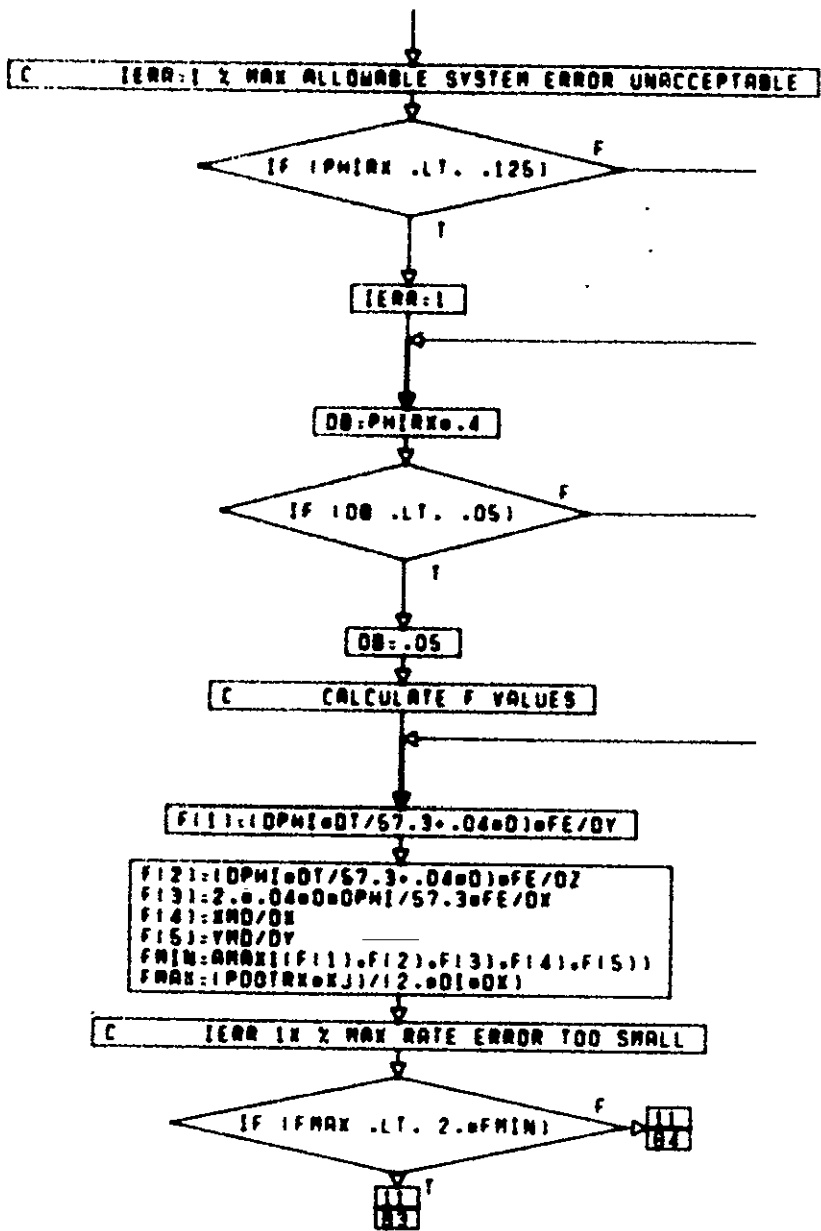 C IERR=1 % MAX ALLOWABLE SYSTEM ERROR UNACCEPTABLE
IF (PHIRX .LT. .125)
F
T
IERR=1
DB=PHIRX*.4
IF (DB .LT. .05)
F
T
DB=.05
C CALCULATE F VALUES
F(1)=(DPHI*DT/57.3+.04*D)*FE/DY
F(2)=(DPHI*DT/57.3+.04*D)*FE/DZ
F(3)=2.*.04*D*DPHI/57.3*FE/DX
F(4)=XMD/DX
F(5)=YMD/DY
FMIN=AMAX1(F(1),F(2),F(3),F(4),F(5))
FMAX=(PDOTRX*XJ)/(2.*DI*DX)
C IERR 1X % MAX RATE ERROR TOO SMALL
IF (FMAX .LT. 2.*FMIN)
F
11
04
T
11
03